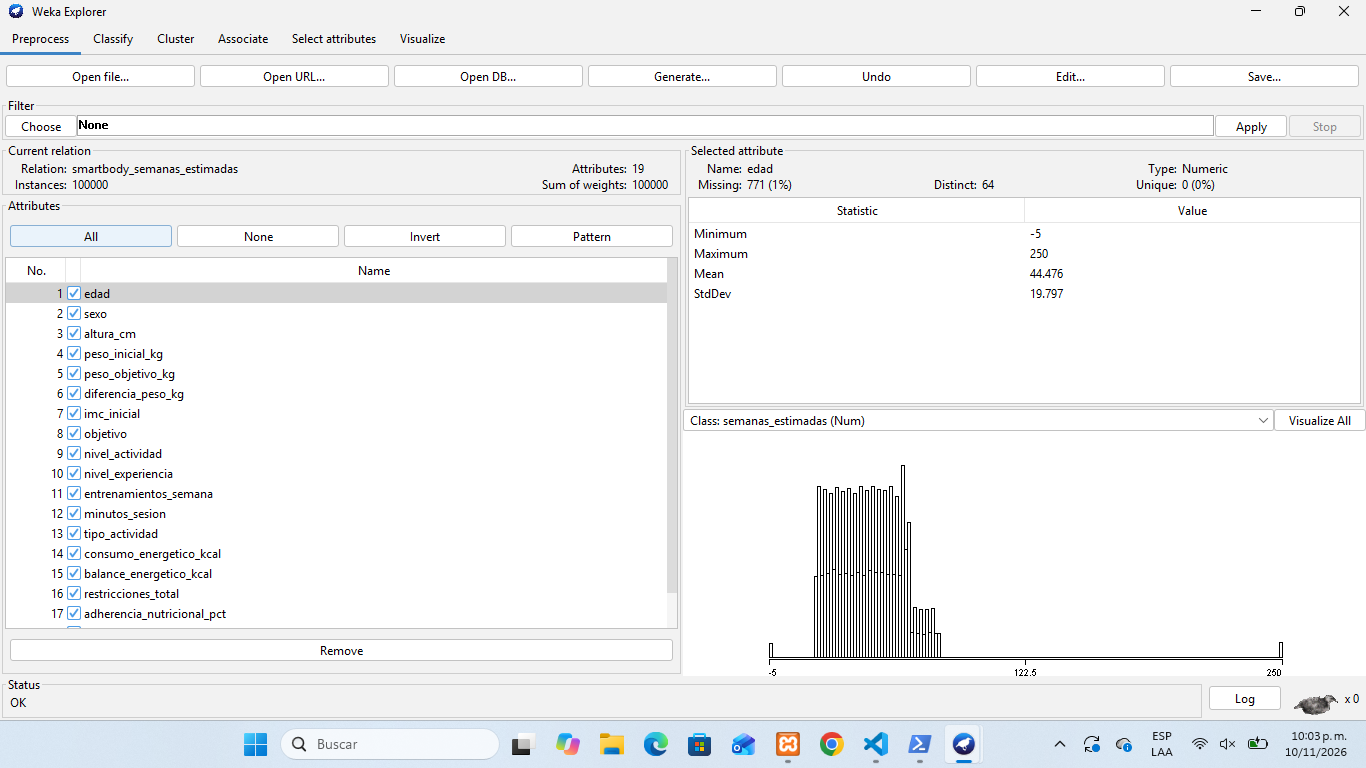 Weka Explorer
Preprocess Classify Cluster Associate Select attributes Visualize
Open file... Open URL... Open DB... Generate... Undo Edit... Save...
Filter
Choose None Apply Stop
Current relation
Relation: smartbody_semanas_estimadas Attributes: 19
Instances: 100000 Sum of weights: 100000
Attributes
All None Invert Pattern
No. Name
1 edad
2 sexo
3 altura_cm
4 peso_inicial_kg
5 peso_objetivo_kg
6 diferencia_peso_kg
7 imc_inicial
8 objetivo
9 nivel_actividad
10 nivel_experiencia
11 entrenamientos_semana
12 minutos_sesion
13 tipo_actividad
14 consumo_energetico_kcal
15 balance_energetico_kcal
16 restricciones_total
17 adherencia_nutricional_pct
Remove
Selected attribute
Name: edad Type: Numeric
Missing: 771 (1%) Distinct: 64 Unique: 0 (0%)
Statistic Value
Minimum -5
Maximum 250
Mean 44.476
StdDev 19.797
Class: semanas_estimadas (Num) Visualize All
-5 122.5 250
Status
OK
Log x 0
Buscar
ESP
LAA
10:03 p. m.
10/11/2026